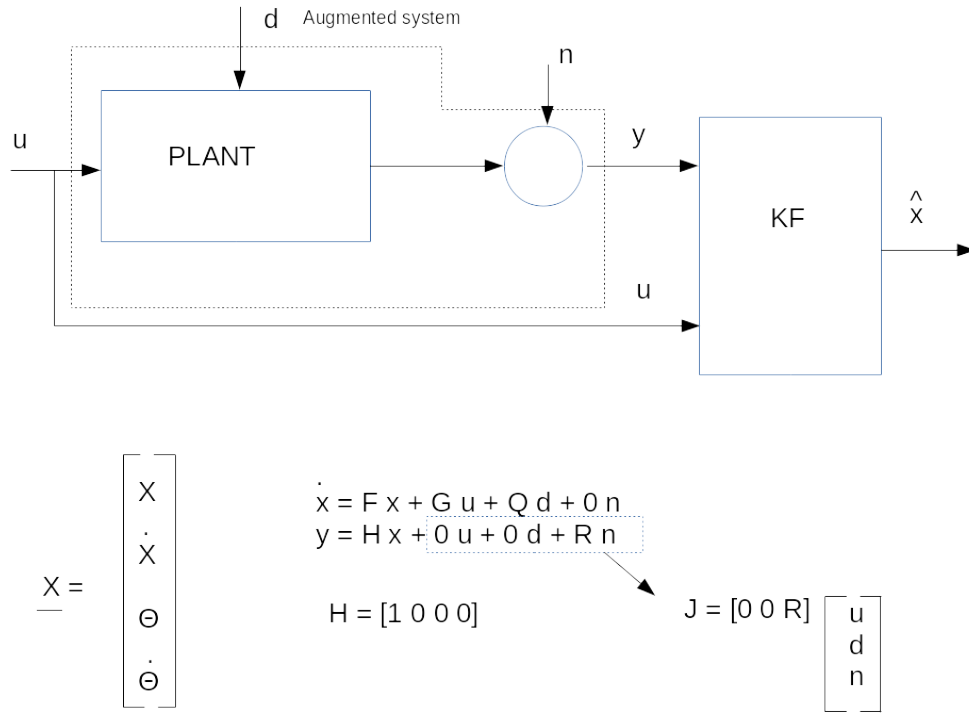 d Augmented system
n
u
PLANT
y
KF
^
x
u
X
Ẋ
Θ
Θ̇
X =
ẋ = F x + G u + Q d + 0 n
y = H x + 0 u + 0 d + R n
H = [1 0 0 0]
J = [0 0 R]
u
d
n